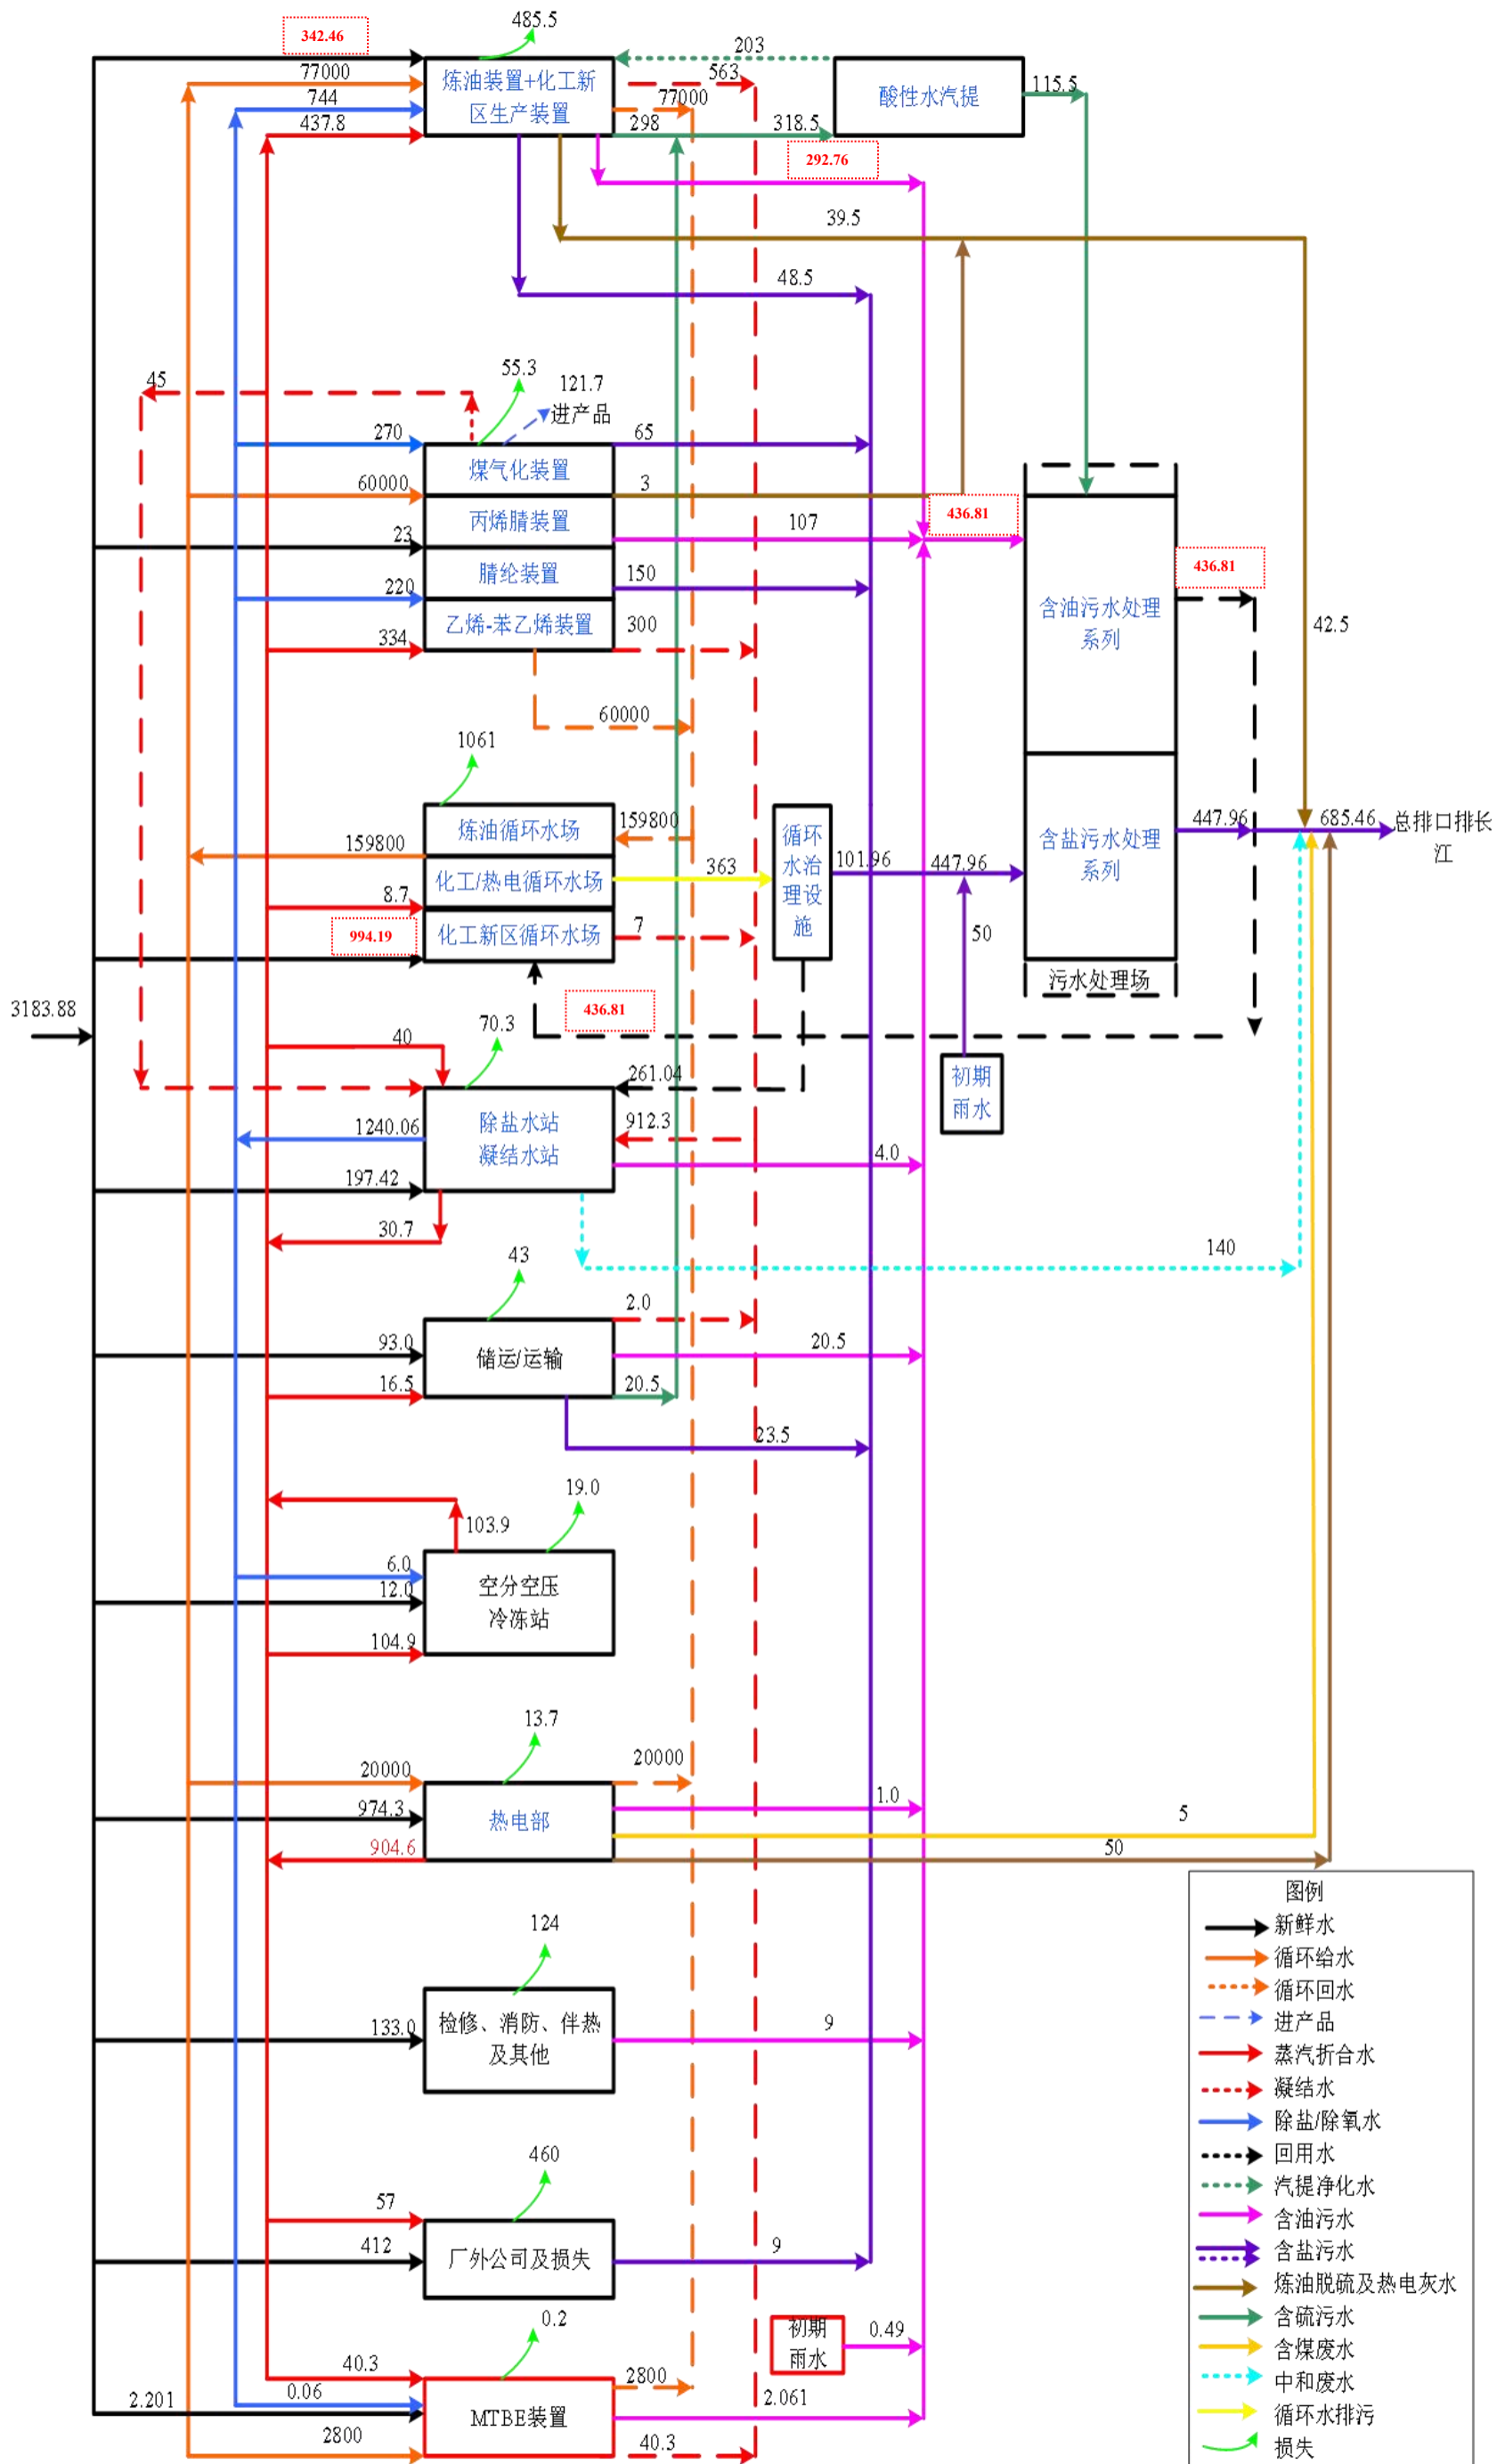 342.46
485.5
203
77000
炼油装置+化工新
区生产装置
563
酸性水汽提
115.5
744
77000
437.8
298
318.5
292.76
39.5
48.5
45
55.3
121.7
进产品
270
65
煤气化装置
60000
3
436.81
丙烯腈装置
107
23
436.81
腈纶装置
150
220
含油污水处理
系列
乙烯-苯乙烯装置
300
334
42.5
60000
1061
炼油循环水场
159800
循环
水治
理设
施
447.96
685.46
总排口排长
江
159800
含盐污水处理
系列
化工/热电循环水场
363
101.96
447.96
8.7
994.19
化工新区循环水场
7
50
污水处理场
3183.88
436.81
70.3
40
261.04
初期
雨水
除盐水站
凝结水站
1240.06
912.3
4.0
197.42
30.7
140
43
2.0
93.0
储运/运输
20.5
16.5
20.5
23.5
19.0
103.9
6.0
空分空压
冷冻站
12.0
104.9
13.7
20000
20000
974.3
热电部
1.0
5
904.6
50
124
133.0
检修、消防、伴热
及其他
9
460
57
412
厂外公司及损失
9
0.2
初期
雨水
0.49
40.3
2800
2.201
0.06
MTBE装置
2.061
2800
40.3
图例
新鲜水
循环给水
循环回水
进产品
蒸汽折合水
凝结水
除盐/除氧水
回用水
汽提净化水
含油污水
含盐污水
炼油脱硫及热电灰水
含硫污水
含煤废水
中和废水
循环水排污
损失